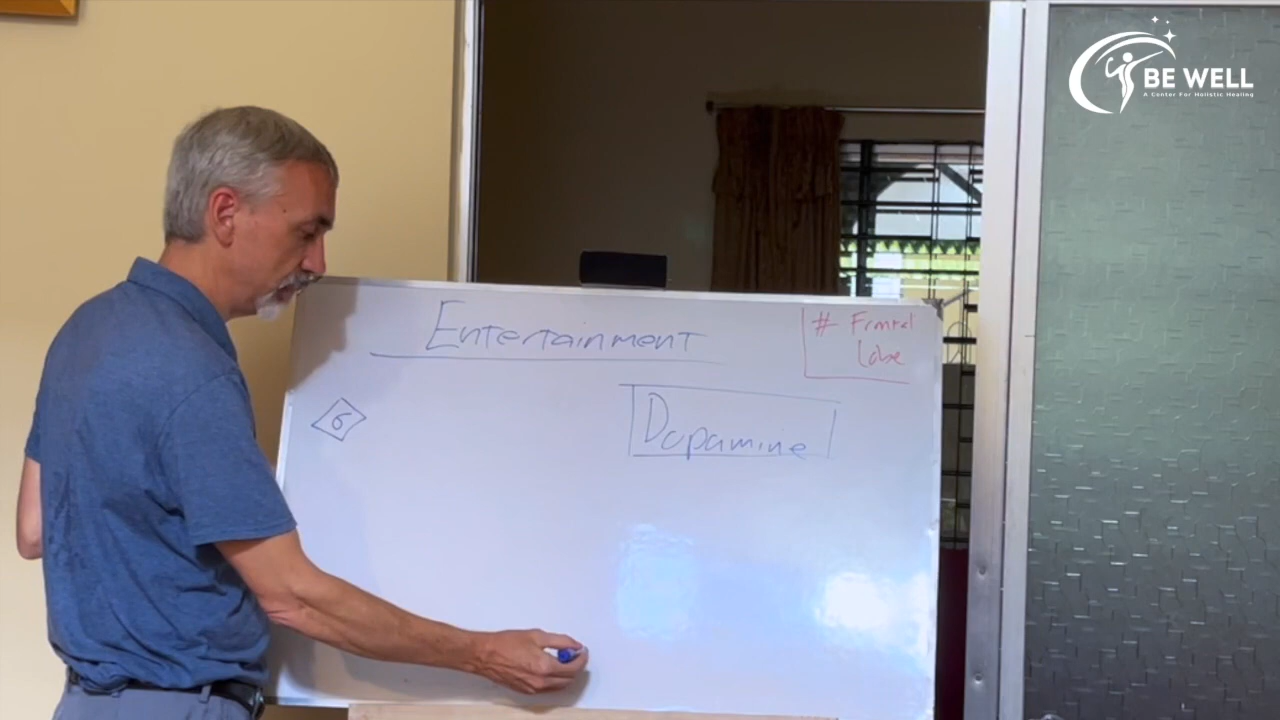 BE WELL
A Center For Holistic Healing
Entertainment
# Frontal
Lobe
6
Dopamine